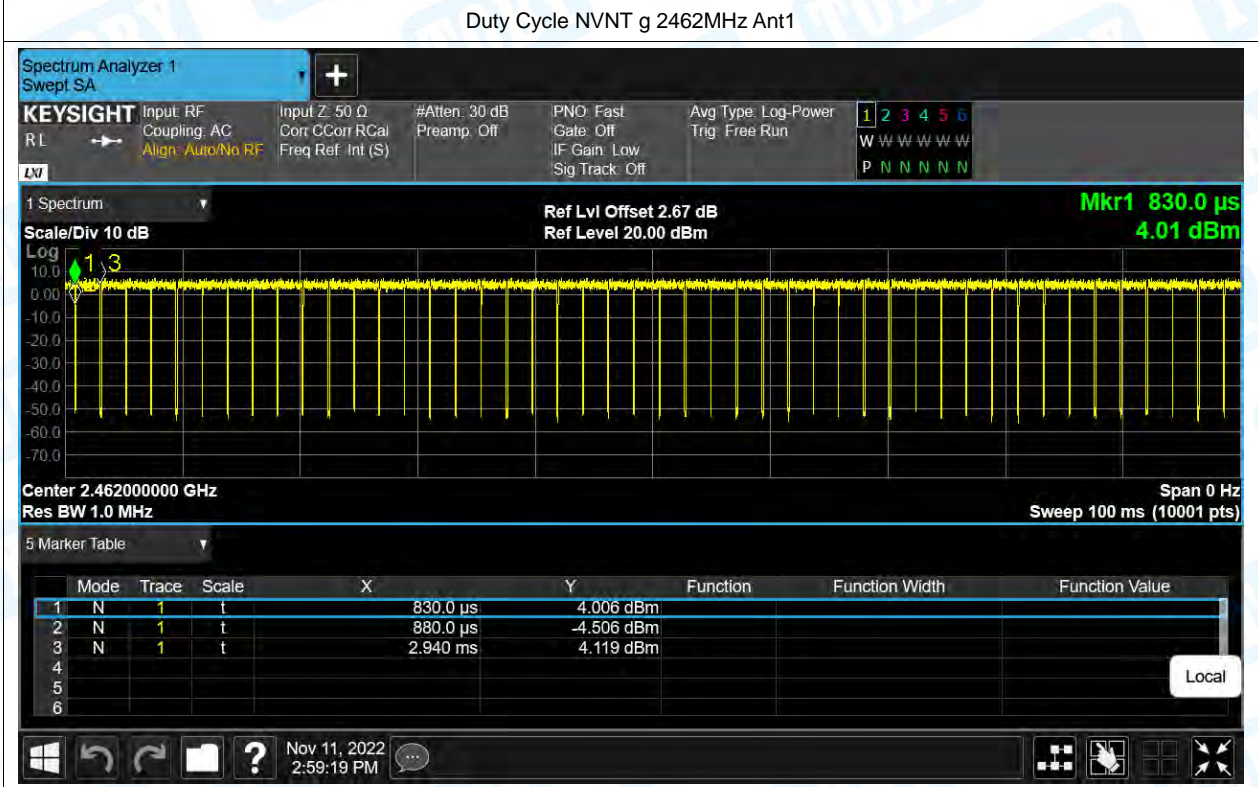 Duty Cycle NVNT g 2462MHz Ant1
Spectrum Analyzer 1
Swept SA
+
KEYSIGHT
R L
LXI
Input: RF
Coupling: AC
Align: Auto/No RF
Input Z: 50 Ω
Corr CCorr RCal
Freq Ref: Int (S)
#Atten: 30 dB
Preamp: Off
PNO: Fast
Gate: Off
IF Gain: Low
Sig Track: Off
Avg Type: Log-Power
Trig: Free Run
1 2 3 4 5 6
W W W W W W
P N N N N N
1 Spectrum
Scale/Div 10 dB
Ref Lvl Offset 2.67 dB
Ref Level 20.00 dBm
Mkr1 830.0 µs
4.01 dBm
Log
1 3
10.0
0.00
-10.0
-20.0
-30.0
-40.0
-50.0
-60.0
-70.0
Center 2.462000000 GHz
Res BW 1.0 MHz
Span 0 Hz
Sweep 100 ms (10001 pts)
5 Marker Table
Mode Trace Scale X Y Function Function Width Function Value
1 N 1 t 830.0 µs 4.006 dBm
2 N 1 t 880.0 µs -4.506 dBm
3 N 1 t 2.940 ms 4.119 dBm
4
5
6
Local
?
Nov 11, 2022
2:59:19 PM